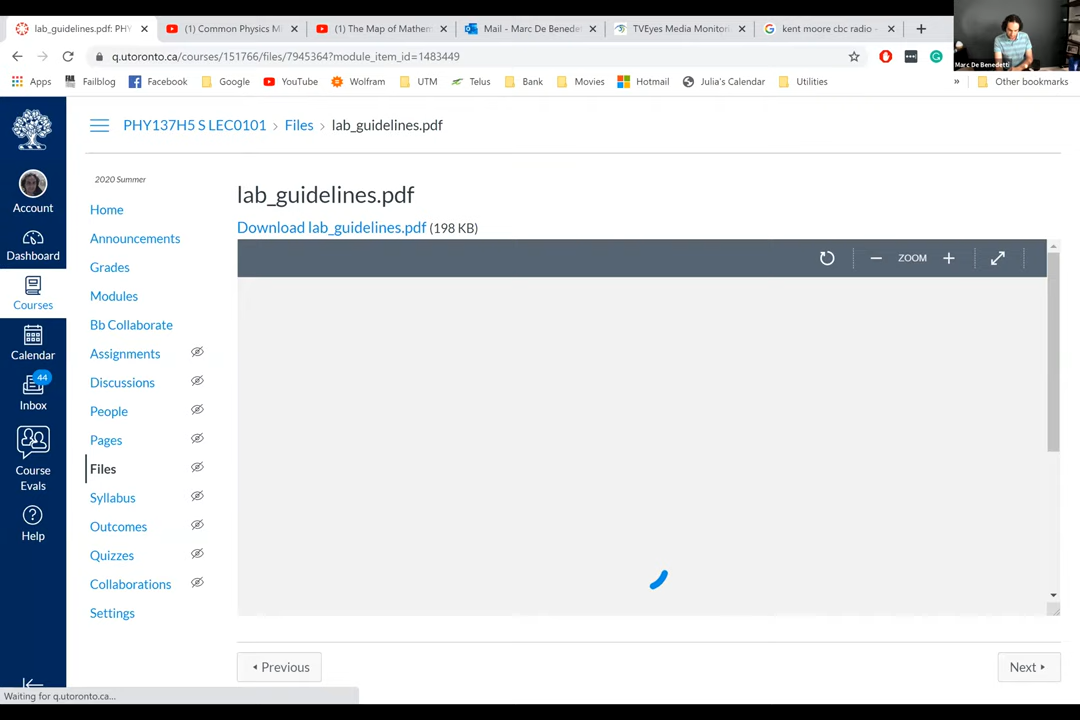 lab_guidelines.pdf: PHY
(1) Common Physics Mi
(1) The Map of Mathem
Mail - Marc De Benedet
TVEyes Media Monitor
kent moore cbc radio -
q.utoronto.ca/courses/151766/files/7945364?module_item_id=1483449
Marc De Benedetti
Apps
Failblog
Facebook
Google
YouTube
Wolfram
UTM
Telus
Bank
Movies
Hotmail
Julia's Calendar
Utilities
»
Other bookmarks
PHY137H5 S LEC0101 › Files › lab_guidelines.pdf
2020 Summer
Account
Dashboard
Courses
Calendar
44
Inbox
Course
Evals
Help
Home
Announcements
Grades
Modules
Bb Collaborate
Assignments
Discussions
People
Pages
Files
Syllabus
Outcomes
Quizzes
Collaborations
Settings
lab_guidelines.pdf
Download lab_guidelines.pdf (198 KB)
ZOOM
Previous
Next
Waiting for q.utoronto.ca...